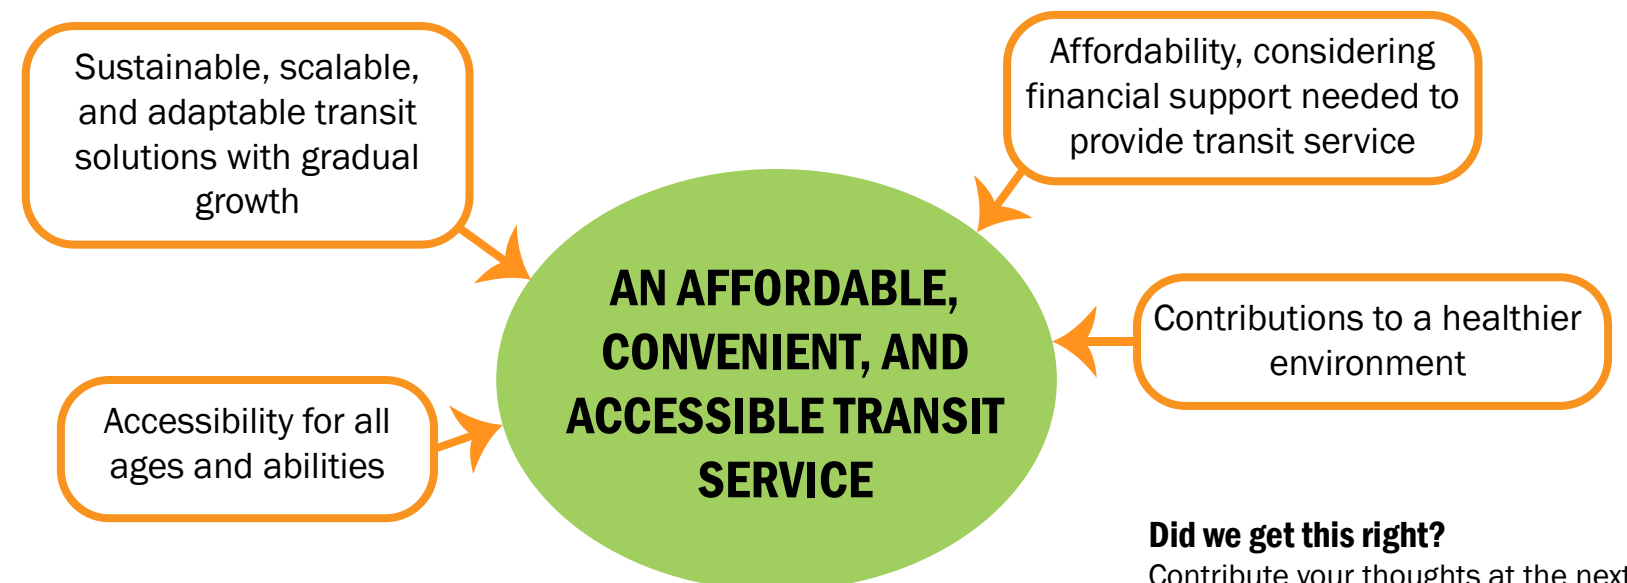 Sustainable, scalable,
and adaptable transit
solutions with gradual
growth
Affordability, considering
financial support needed to
provide transit service
AN AFFORDABLE,
CONVENIENT, AND
ACCESSIBLE TRANSIT
SERVICE
Contributions to a healthier
environment
Accessibility for all
ages and abilities
Did we get this right?
Contribute your thoughts at the next